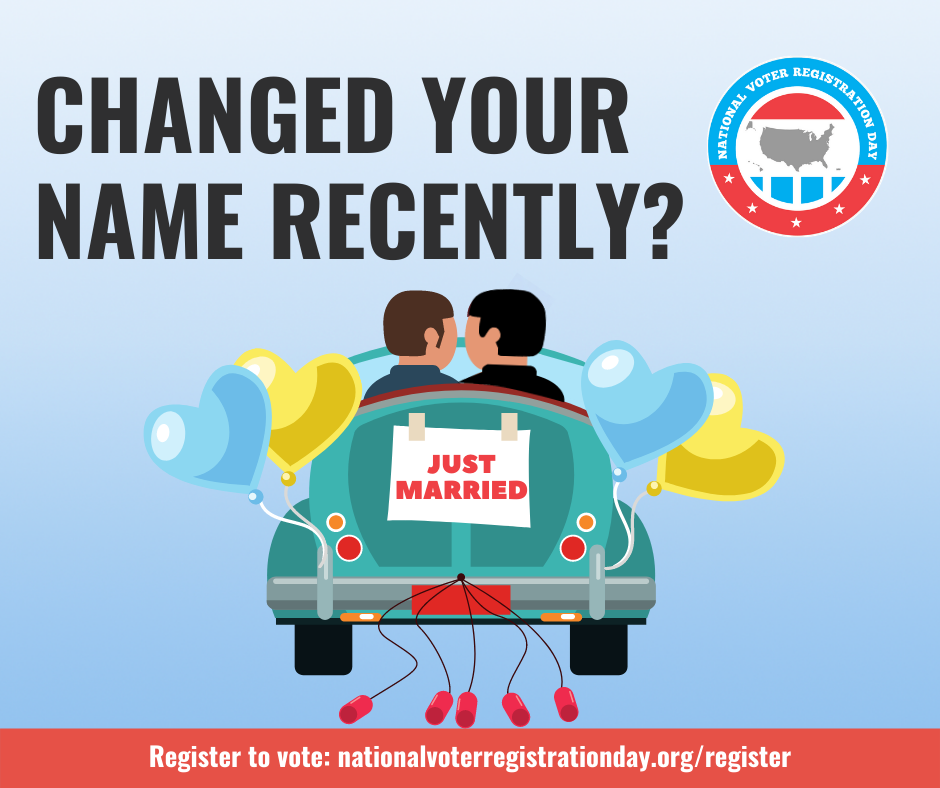 CHANGED YOUR
NAME RECENTLY?
NATIONAL VOTER REGISTRATION DAY
JUST
MARRIED
Register to vote: nationalvoterregistrationday.org/register